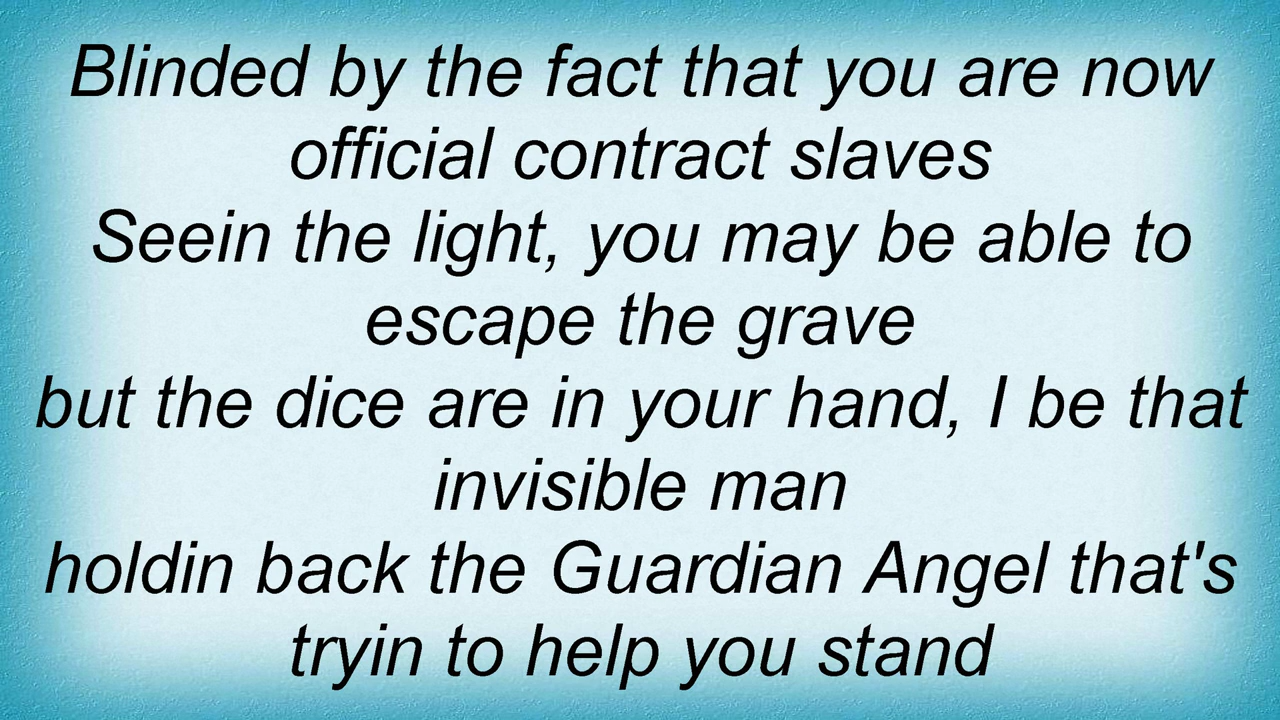 Blinded by the fact that you are now
official contract slaves
Seein the light, you may be able to
escape the grave
but the dice are in your hand, I be that
invisible man
holdin back the Guardian Angel that's
tryin to help you stand